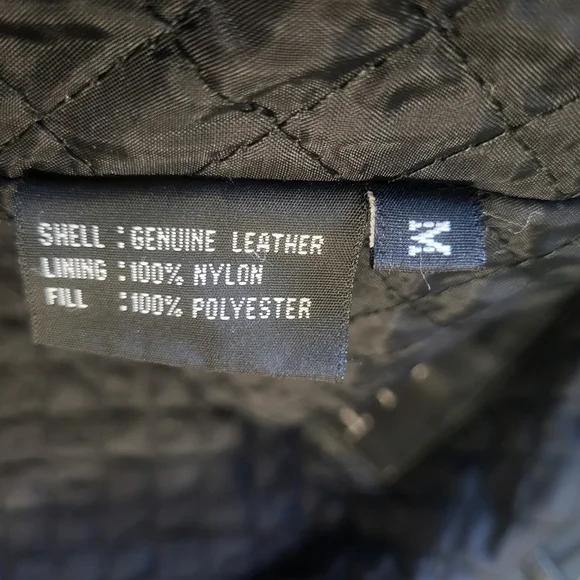 SHELL : GENUINE LEATHER
LINING : 100% NYLON
FILL : 100% POLYESTER
M